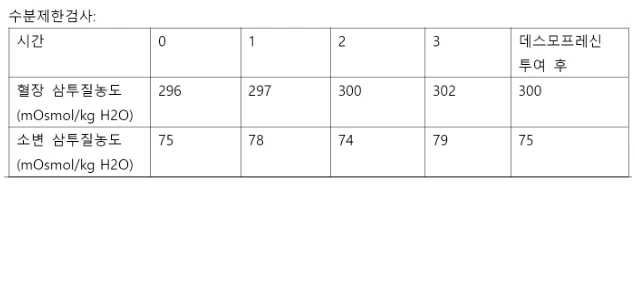 수분제한검사:
시간 0 1 2 3 데스모프레신
투여 후
혈장 삼투질농도 296 297 300 302 300
(mOsmol/kg H2O)
소변 삼투질농도 75 78 74 79 75
(mOsmol/kg H2O)